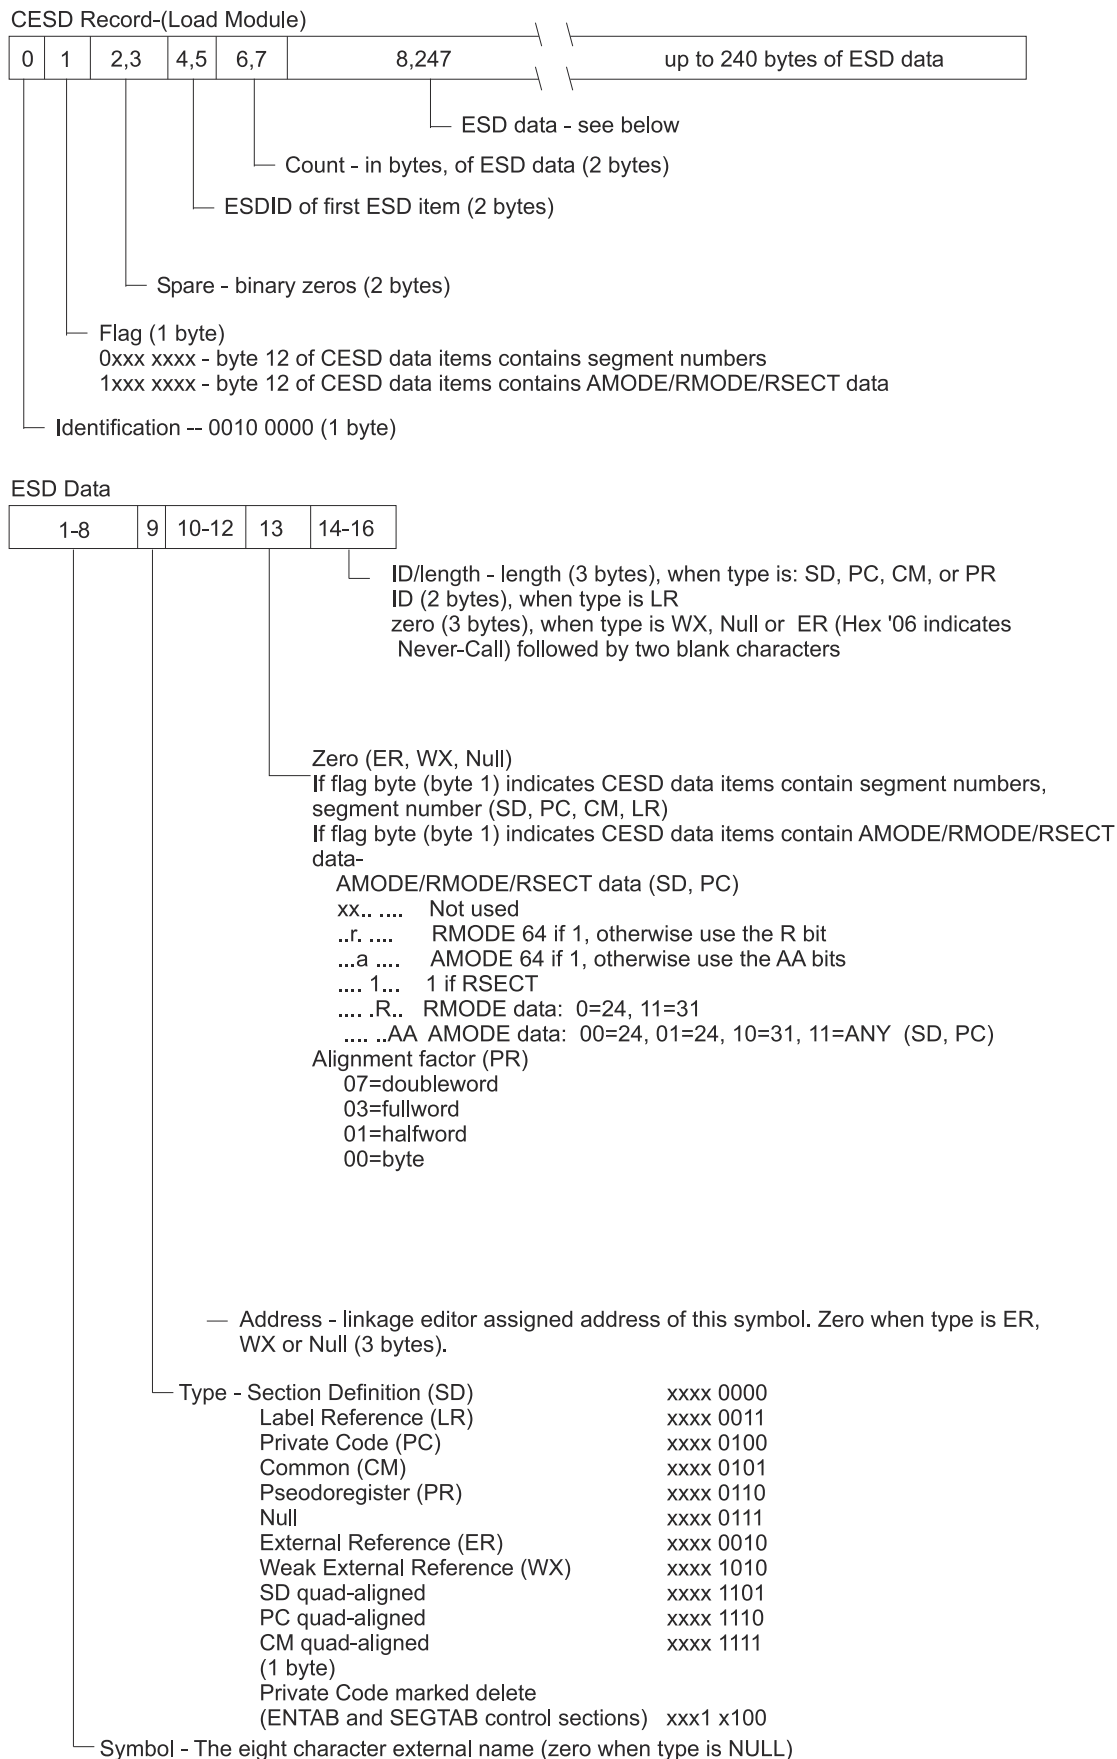 CESD Record-(Load Module)
0 1 2,3 4,5 6,7 8,247 up to 240 bytes of ESD data
ESD data - see below
Count - in bytes, of ESD data (2 bytes)
ESDID of first ESD item (2 bytes)
Spare - binary zeros (2 bytes)
Flag (1 byte)
0xxx xxxx - byte 12 of CESD data items contains segment numbers
1xxx xxxx - byte 12 of CESD data items contains AMODE/RMODE/RSECT data
Identification -- 0010 0000 (1 byte)
ESD Data
1-8 9 10-12 13 14-16
ID/length - length (3 bytes), when type is: SD, PC, CM, or PR
ID (2 bytes), when type is LR
zero (3 bytes), when type is WX, Null or ER (Hex '06 indicates
Never-Call) followed by two blank characters
Zero (ER, WX, Null)
If flag byte (byte 1) indicates CESD data items contain segment numbers,
segment number (SD, PC, CM, LR)
If flag byte (byte 1) indicates CESD data items contain AMODE/RMODE/RSECT
data-
AMODE/RMODE/RSECT data (SD, PC)
xx.. .... Not used
..r. .... RMODE 64 if 1, otherwise use the R bit
...a .... AMODE 64 if 1, otherwise use the AA bits
.... 1... 1 if RSECT
.... .R.. RMODE data: 0=24, 11=31
.... ..AA AMODE data: 00=24, 01=24, 10=31, 11=ANY (SD, PC)
Alignment factor (PR)
07=doubleword
03=fullword
01=halfword
00=byte
Address - linkage editor assigned address of this symbol. Zero when type is ER,
WX or Null (3 bytes).
Type - Section Definition (SD) xxxx 0000
Label Reference (LR) xxxx 0011
Private Code (PC) xxxx 0100
Common (CM) xxxx 0101
Pseodoregister (PR) xxxx 0110
Null xxxx 0111
External Reference (ER) xxxx 0010
Weak External Reference (WX) xxxx 1010
SD quad-aligned xxxx 1101
PC quad-aligned xxxx 1110
CM quad-aligned xxxx 1111
(1 byte)
Private Code marked delete
(ENTAB and SEGTAB control sections) xxx1 x100
Symbol - The eight character external name (zero when type is NULL)